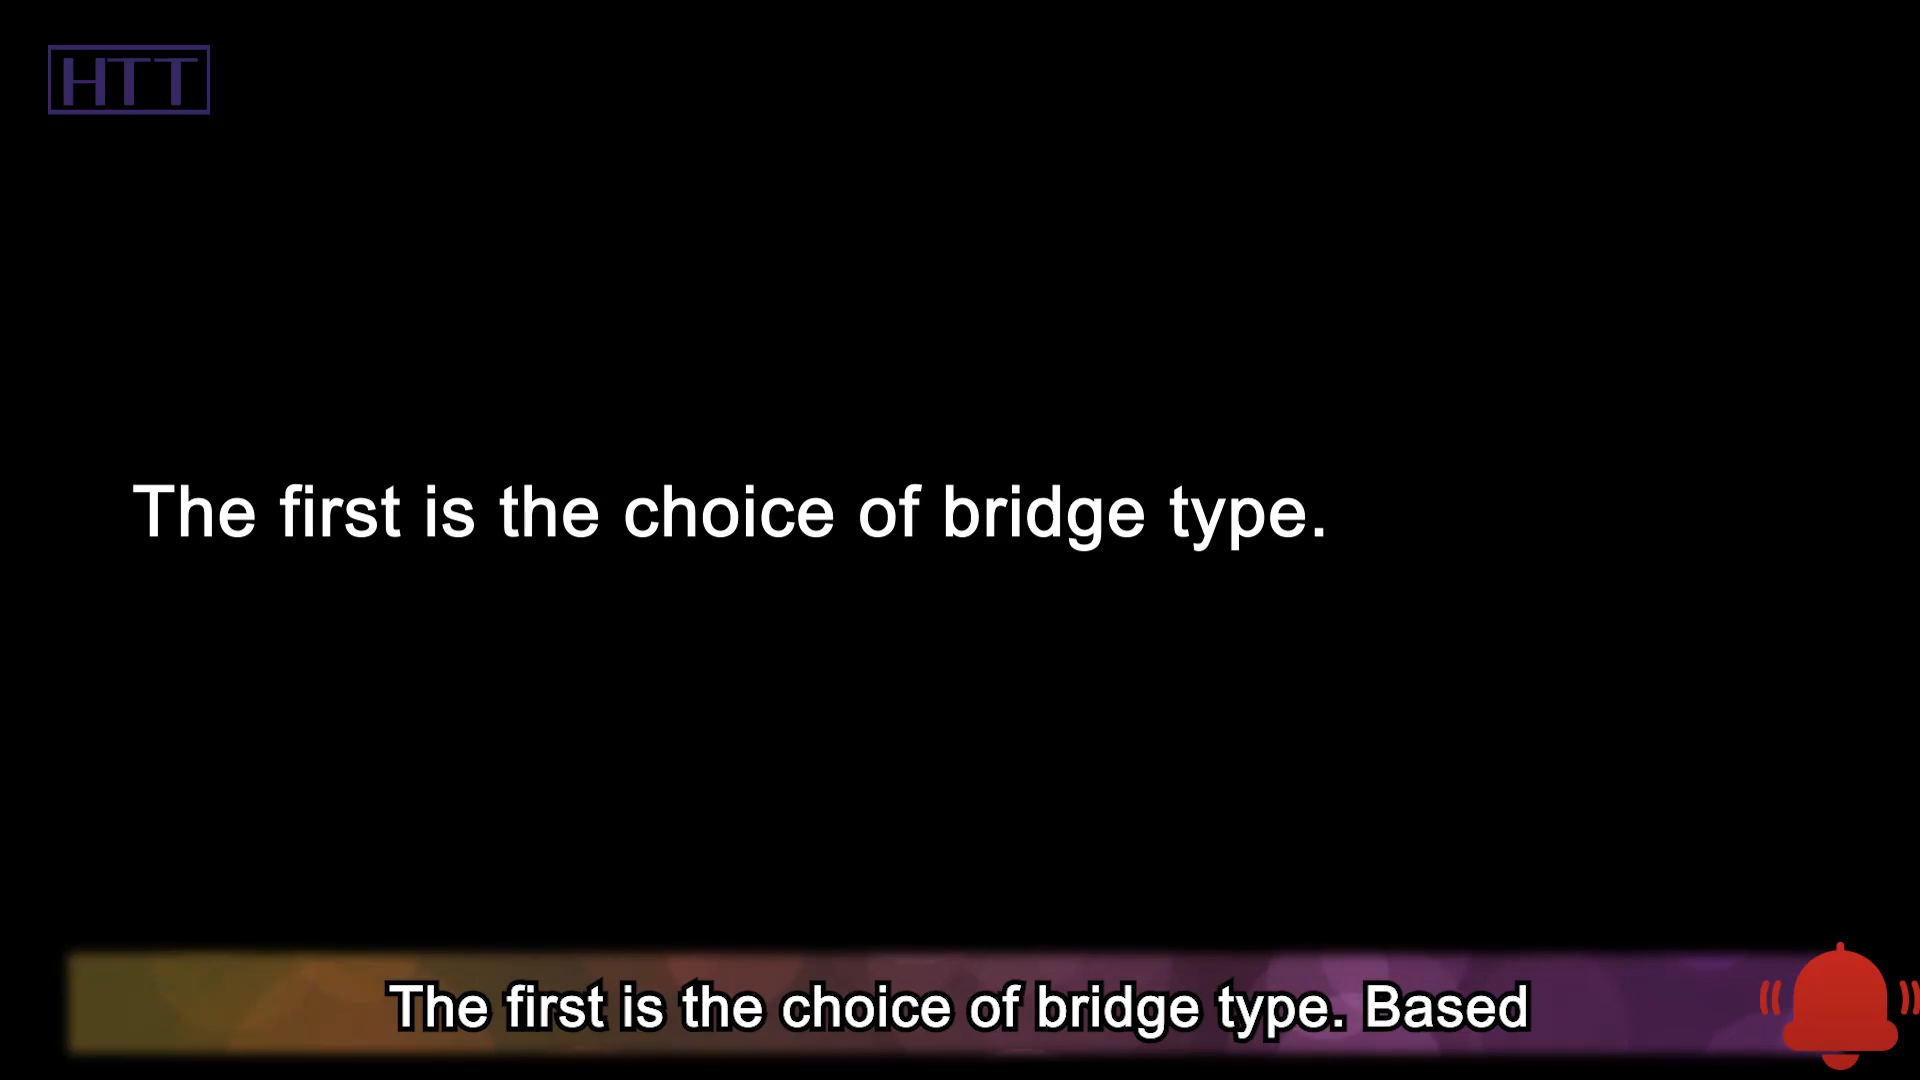 HTT
The first is the choice of bridge type.
The first is the choice of bridge type. Based